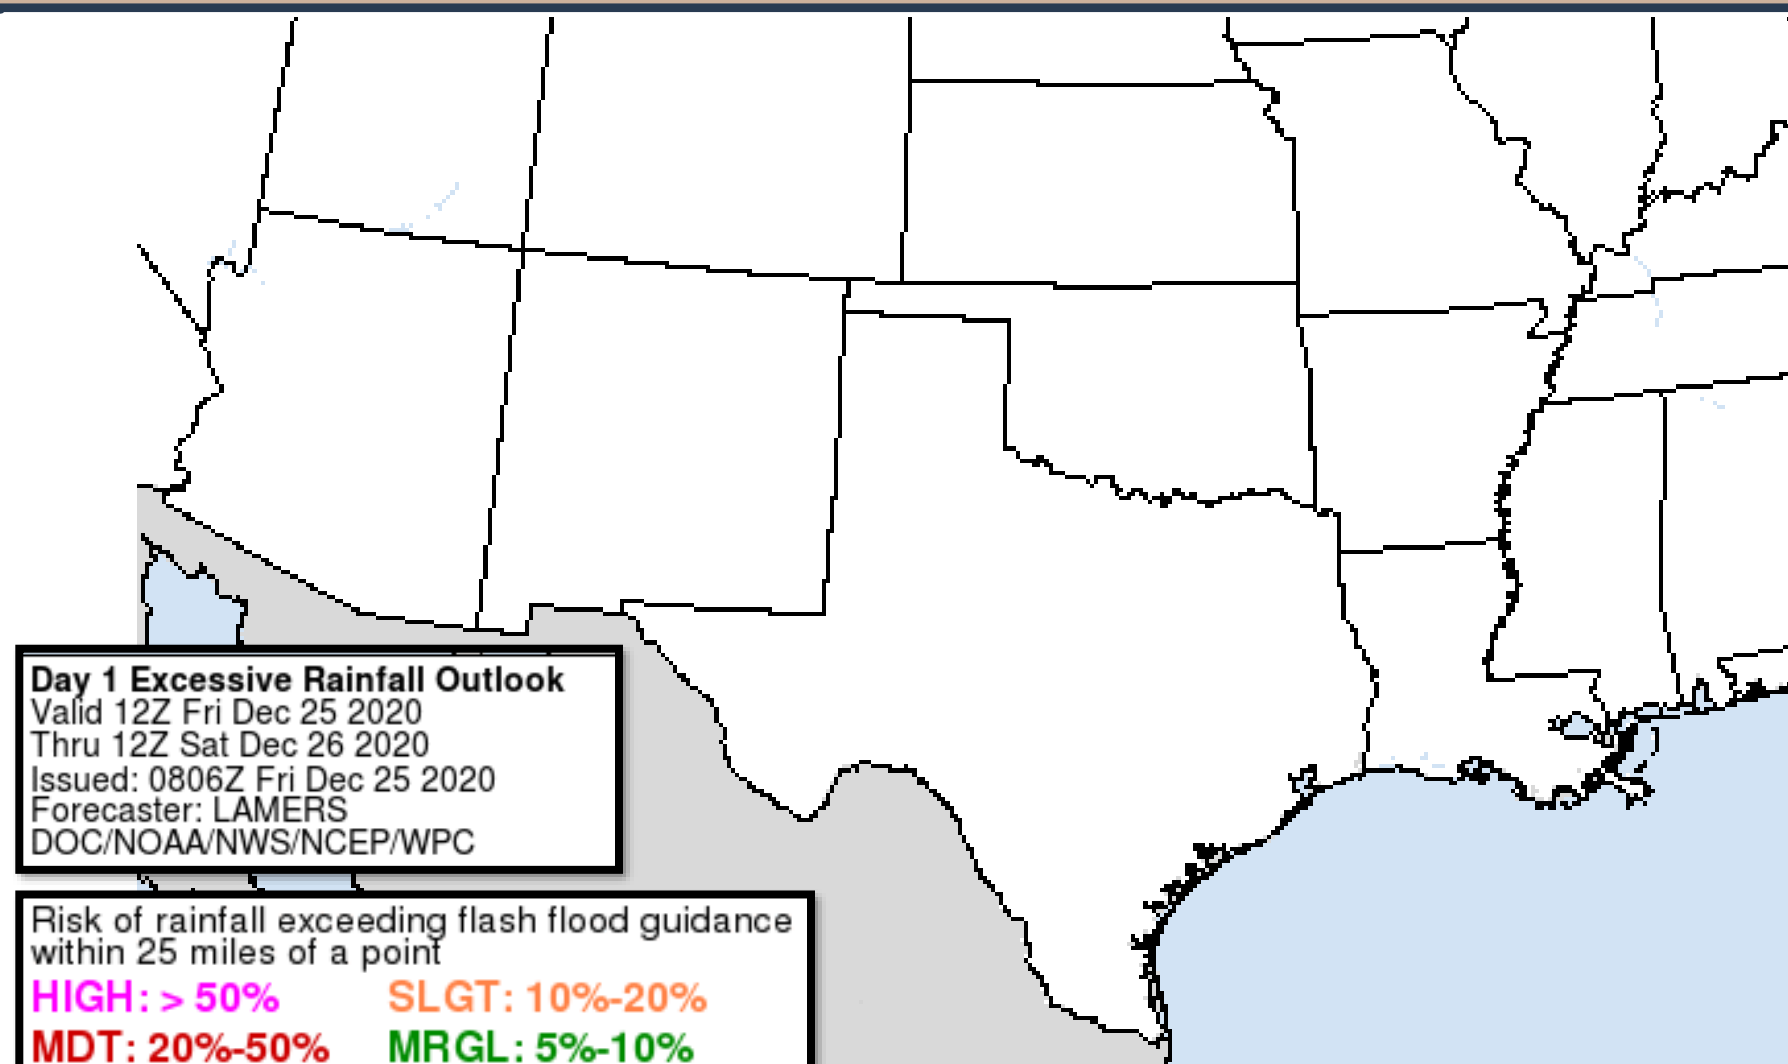 Day 1 Excessive Rainfall Outlook
Valid 12Z Fri Dec 25 2020
Thru 12Z Sat Dec 26 2020
Issued: 0806Z Fri Dec 25 2020
Forecaster: LAMERS
DOC/NOAA/NWS/NCEP/WPC
Risk of rainfall exceeding flash flood guidance
within 25 miles of a point
HIGH: > 50% SLGT: 10%-20%
MDT: 20%-50% MRGL: 5%-10%